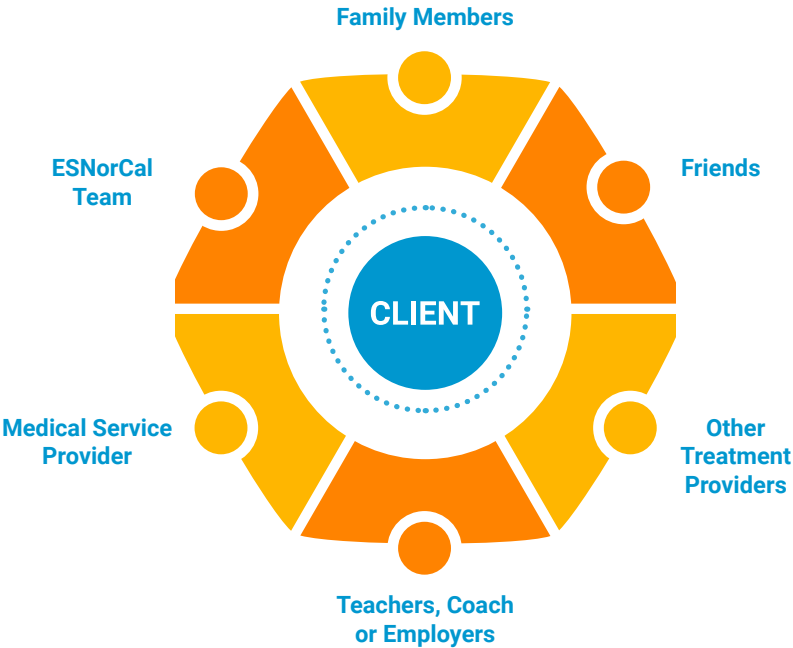 Family Members
ESNorCal
Team
Friends
CLIENT
Medical Service
Provider
Other
Treatment
Providers
Teachers, Coach
or Employers